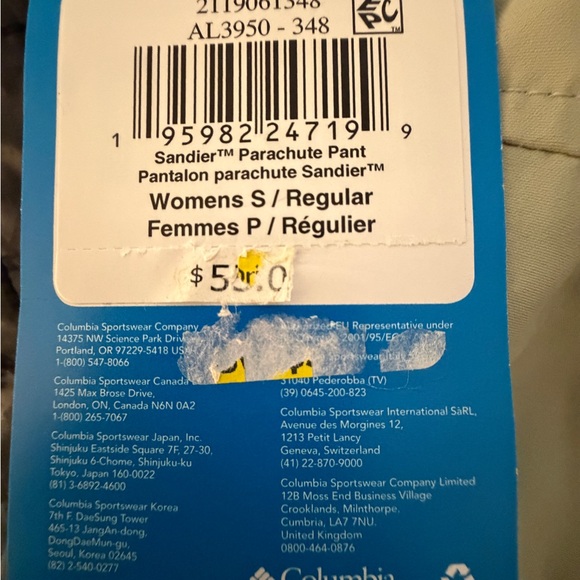 2119061348
AL3950 - 348
EPC
TM
1 95982 24719 9
Sandier™ Parachute Pant
Pantalon parachute Sandier™
Womens S / Regular
Femmes P / Régulier
Columbia Sportswear Company
14375 NW Science Park Drive
Portland, OR 97229-5418 USA
1-(800) 547-8066
Columbia Sportswear Canada
1425 Max Brose Drive,
London, ON, Canada N6N 0A2
1-(800) 265-7067
Columbia Sportswear Japan, Inc.
Shinjuku Eastside Square 7F, 27-30,
Shinjuku 6-Chome, Shinjuku-ku
Tokyo, Japan 160-0022
(81) 3-6892-4600
Columbia Sportswear Korea
7th F. DaeSung Tower
465-13 JangAn-dong,
DongDaeMun-gu,
Seoul, Korea 02645
(82) 2-540-0277
EU Representative under
2001/95/EC
Sportswear Italy
31040 Pederobba (TV)
(39) 0645-200-823
Columbia Sportswear International SàRL,
Avenue des Morgines 12,
1213 Petit Lancy
Geneva, Switzerland
(41) 22-870-9000
Columbia Sportswear Company Limited
12B Moss End Business Village
Crooklands, Milnthorpe,
Cumbria, LA7 7NU.
United Kingdom
0800-464-0876
Columbia